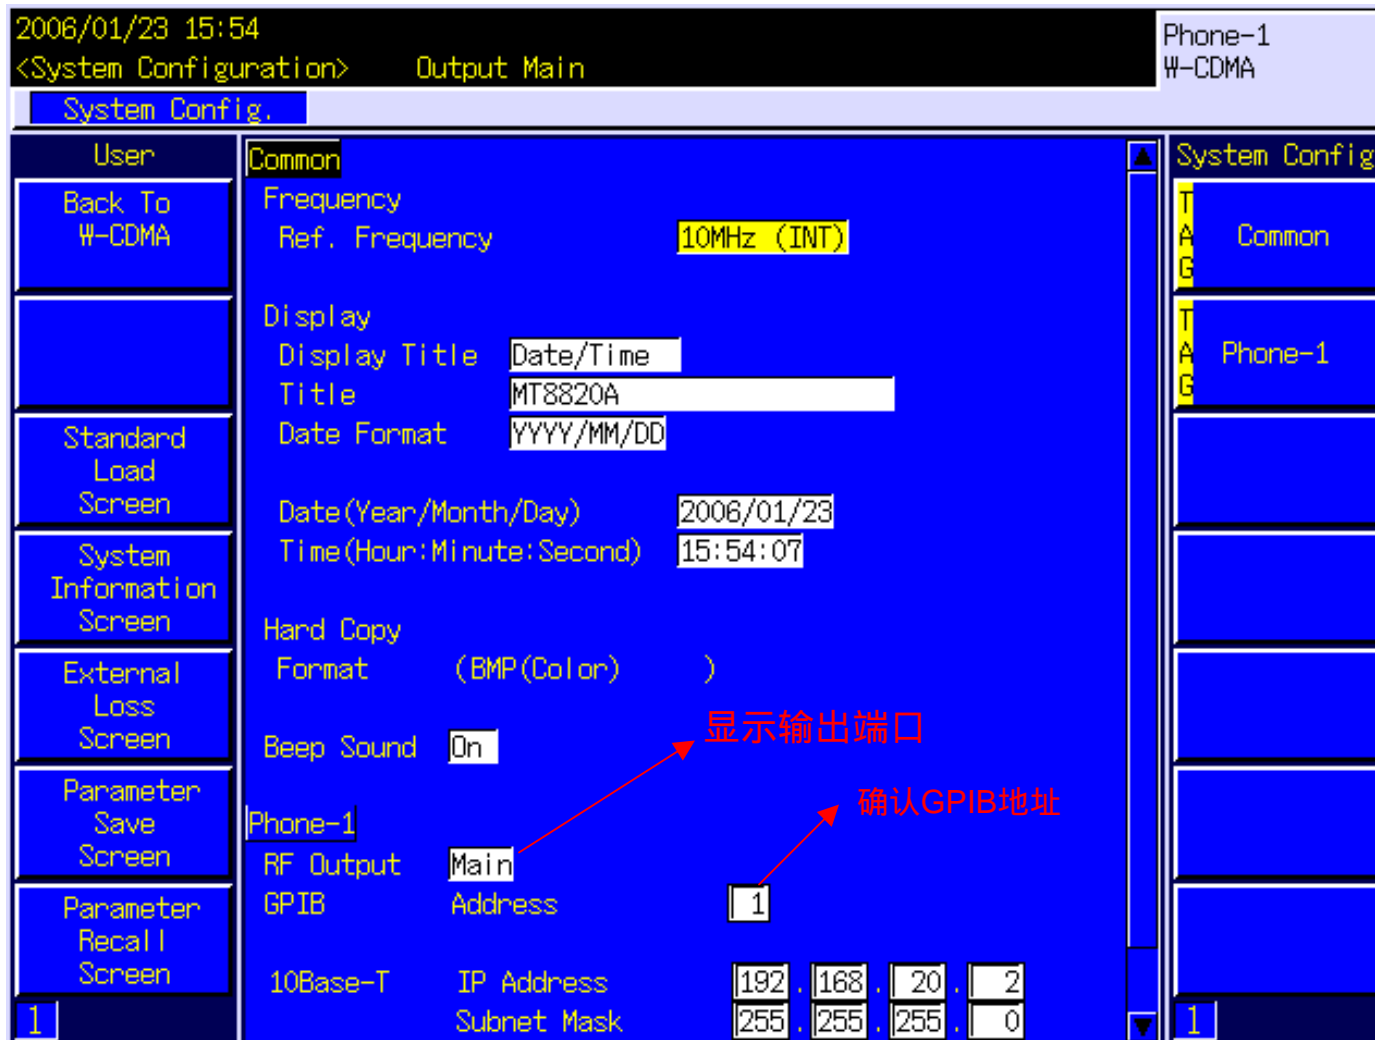 2006/01/23 15:54
<System Configuration> Output Main
Phone-1
W-CDMA
System Config.
User
Back To
W-CDMA
Standard
Load
Screen
System
Information
Screen
External
Loss
Screen
Parameter
Save
Screen
Parameter
Recall
Screen
1
Common
Frequency
Ref. Frequency 10MHz (INT)
Display
Display Title Date/Time
Title MT8820A
Date Format YYYY/MM/DD
Date(Year/Month/Day) 2006/01/23
Time(Hour:Minute:Second) 15:54:07
Hard Copy
Format (BMP(Color) )
显示输出端口
Beep Sound On
确认GPIB地址
Phone-1
RF Output Main
GPIB Address 1
10Base-T IP Address 192 . 168 . 20 . 2
Subnet Mask 255 . 255 . 255 . 0
System Config
TAG Common
TAG Phone-1
1